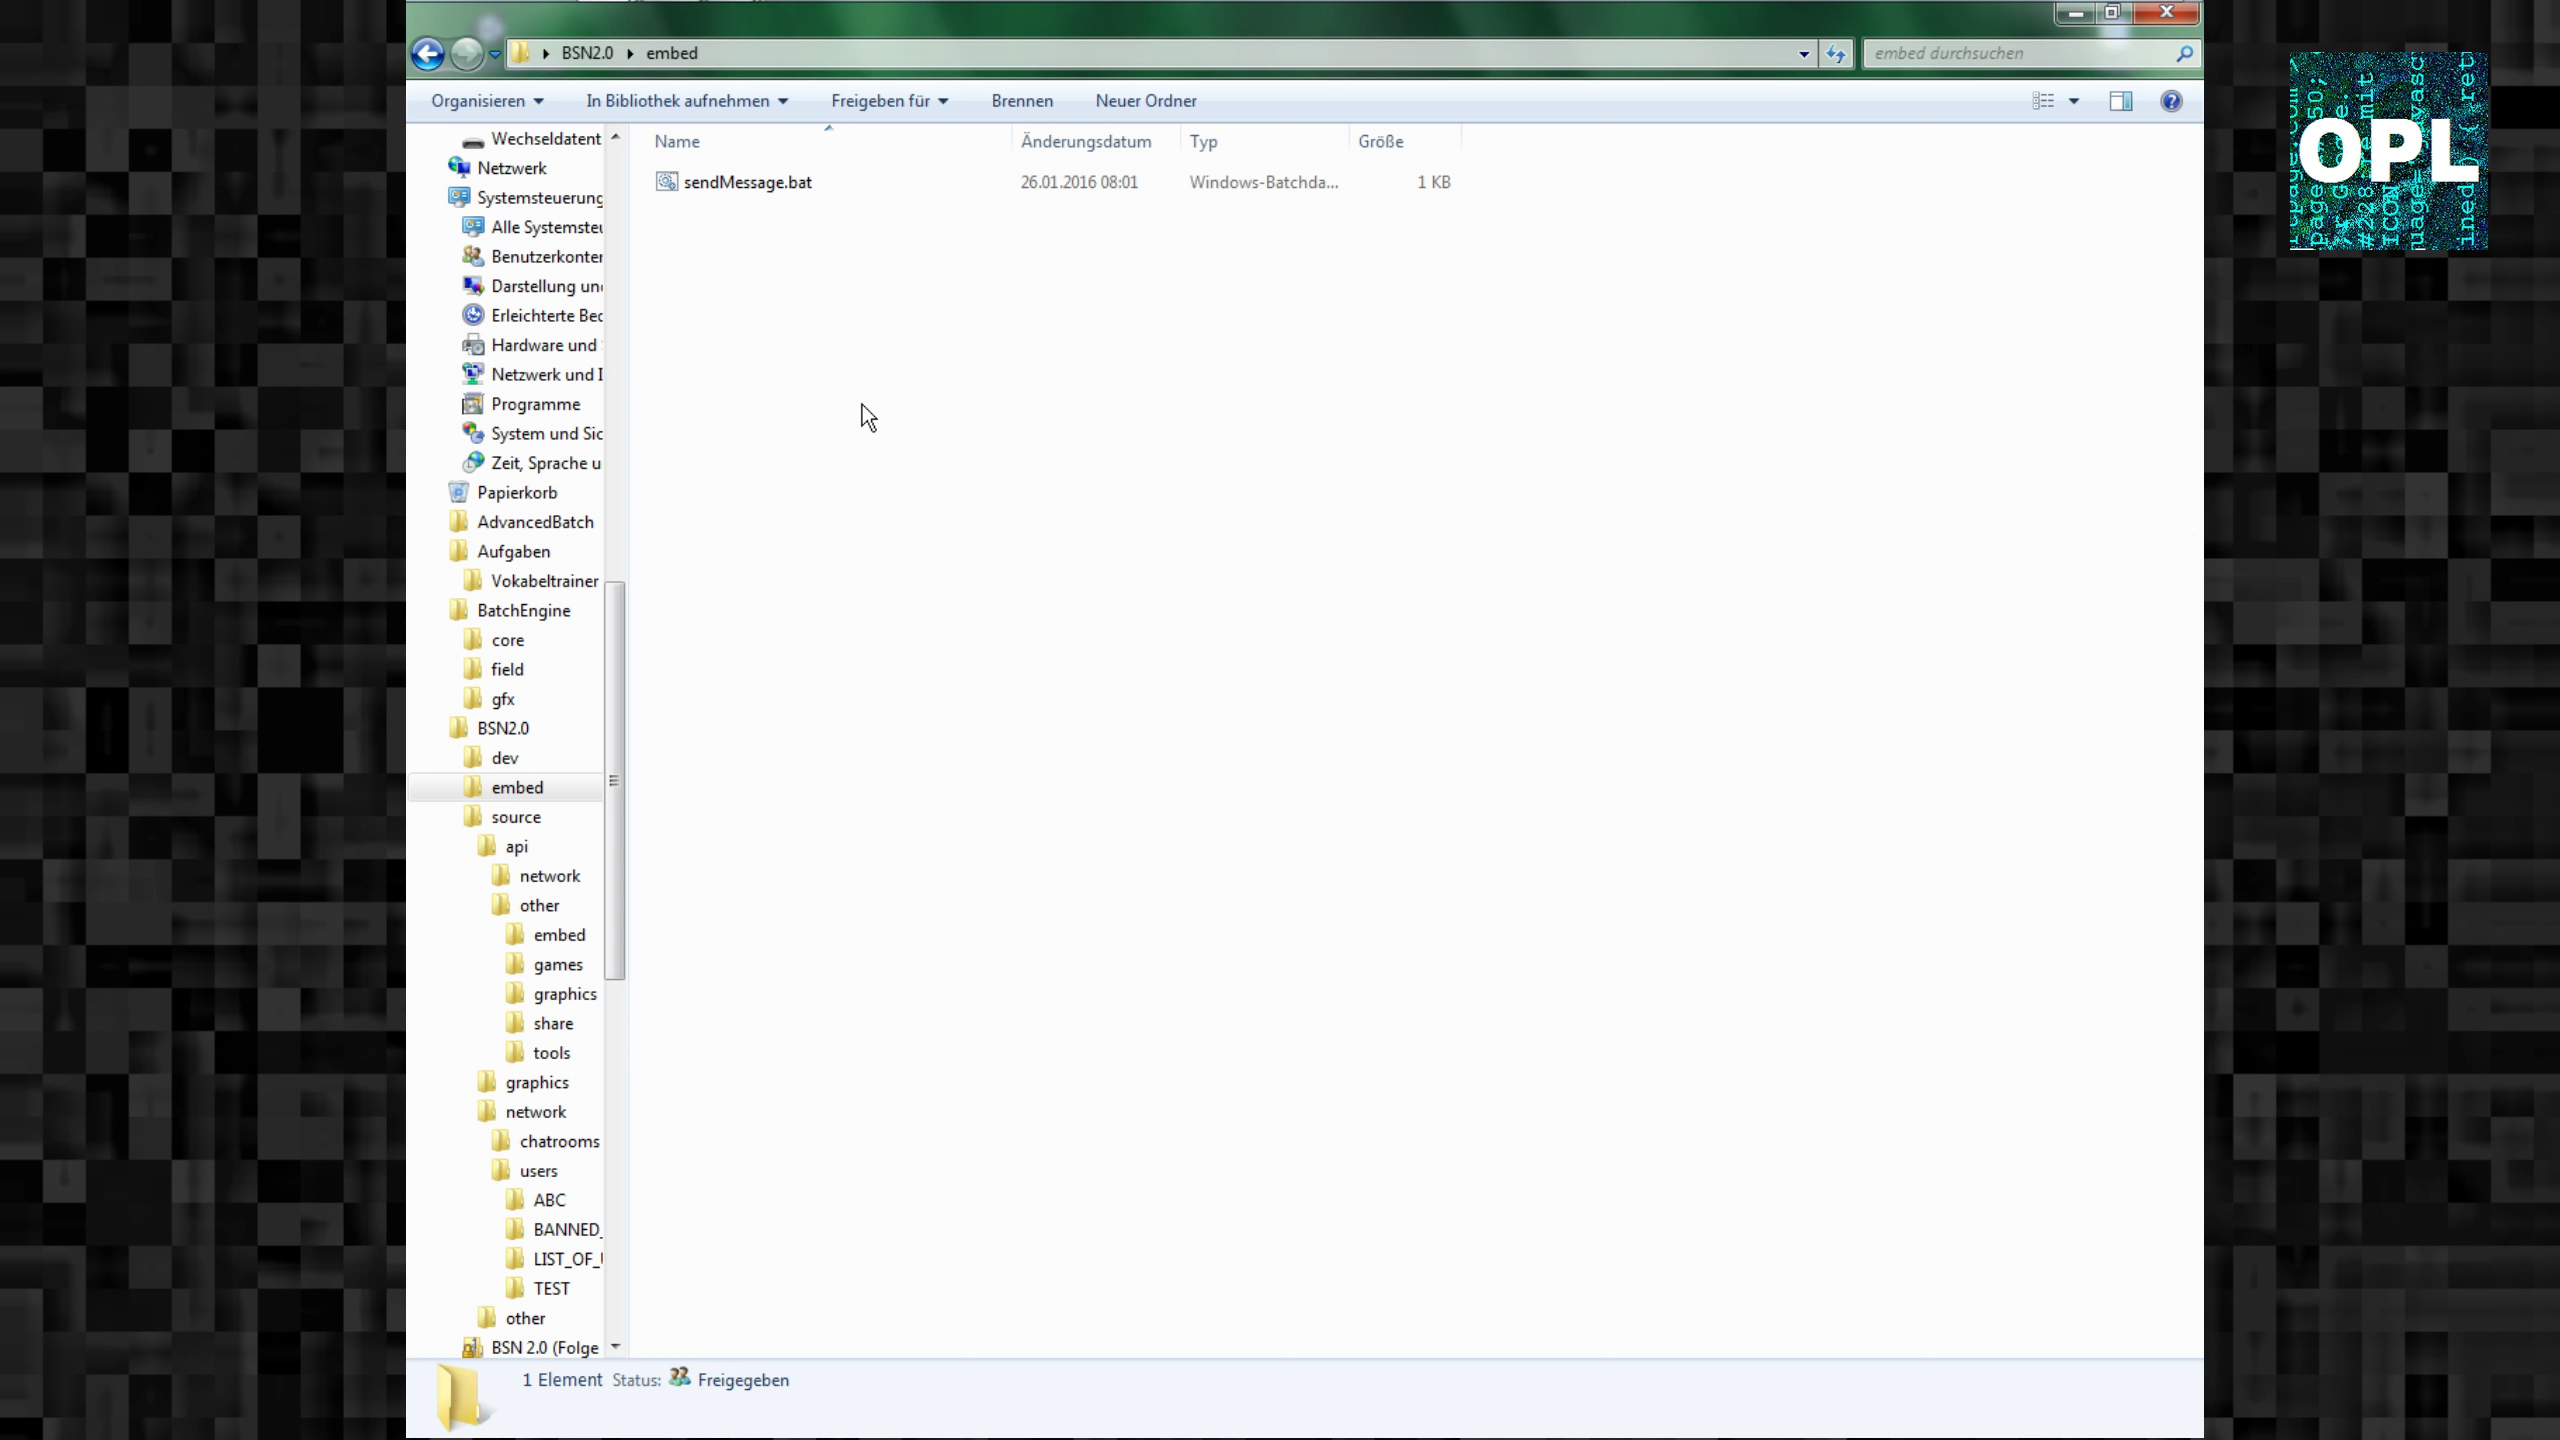 BSN2.0 embed
embed durchsuchen
Organisieren In Bibliothek aufnehmen Freigeben für Brennen Neuer Ordner
Name Änderungsdatum Typ Größe
sendMessage.bat 26.01.2016 08:01 Windows-Batchda... 1 KB
Wechseldatent
Netzwerk
Systemsteuerung
Alle Systemsteu
Benutzerkonten
Darstellung und
Erleichterte Bed
Hardware und
Netzwerk und I
Programme
System und Sic
Zeit, Sprache u
Papierkorb
AdvancedBatch
Aufgaben
Vokabeltrainer
BatchEngine
core
field
gfx
BSN2.0
dev
embed
source
api
network
other
embed
games
graphics
share
tools
graphics
network
chatrooms
users
ABC
BANNED_
LIST_OF_
TEST
other
BSN 2.0 (Folge
1 Element Status: Freigegeben
OPL